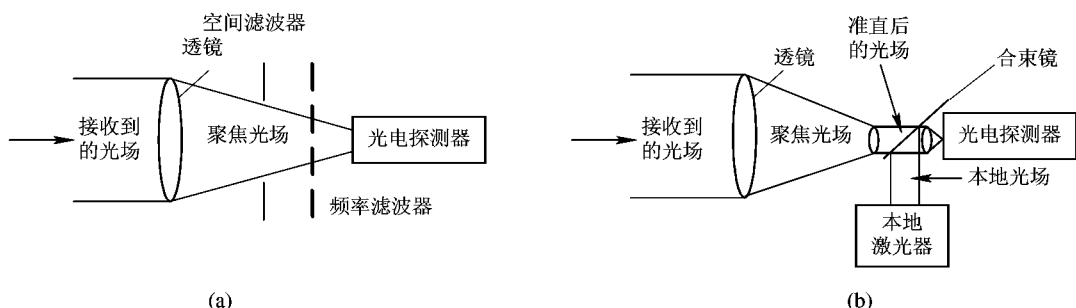 空间滤波器
透镜
接收到
的光场
聚焦光场
光电探测器
频率滤波器
(a)
准直后
的光场
合束镜
透镜
接收到
的光场
聚焦光场
光电探测器
本地光场
本地
激光器
(b)